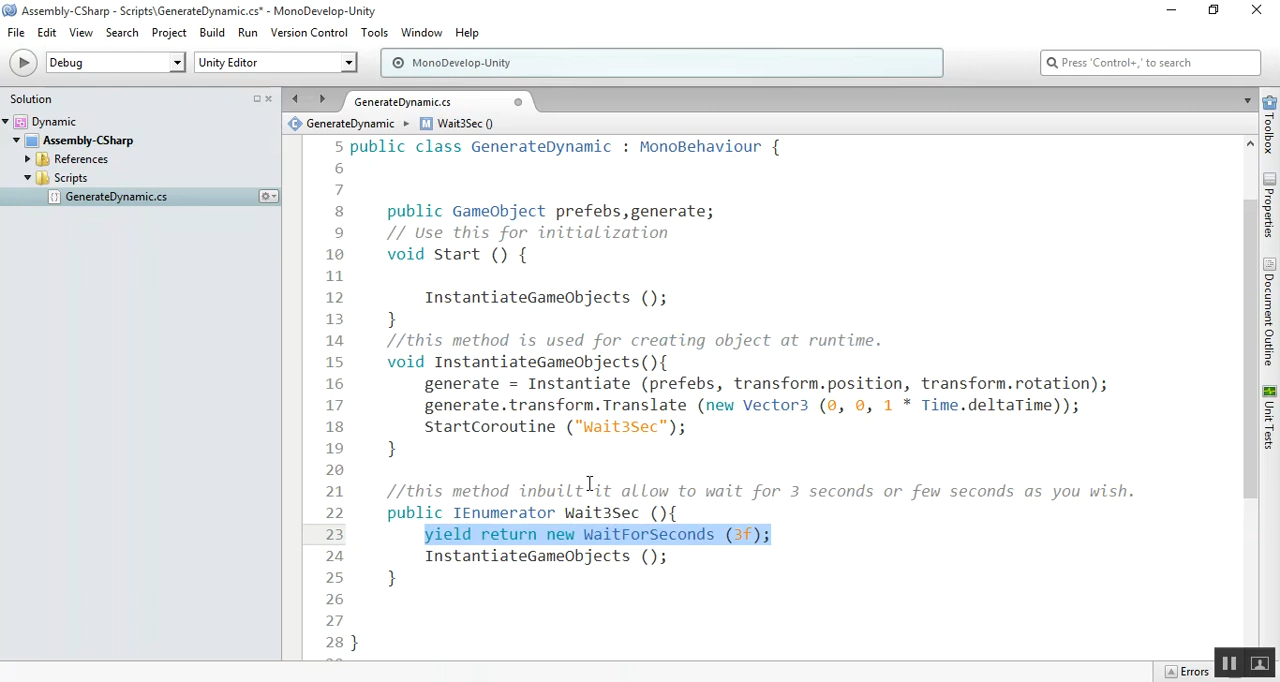 Assembly-CSharp - Scripts\GenerateDynamic.cs* - MonoDevelop-Unity
File Edit View Search Project Build Run Version Control Tools Window Help
Debug Unity Editor MonoDevelop-Unity Press 'Control+,' to search
Solution
Dynamic
Assembly-CSharp
References
Scripts
GenerateDynamic.cs
GenerateDynamic.cs
GenerateDynamic ▸ Wait3Sec ()
5 public class GenerateDynamic : MonoBehaviour {
6
7
8 public GameObject prefebs,generate;
9 // Use this for initialization
10 void Start () {
11
12 InstantiateGameObjects ();
13 }
14 //this method is used for creating object at runtime.
15 void InstantiateGameObjects(){
16 generate = Instantiate (prefebs, transform.position, transform.rotation);
17 generate.transform.Translate (new Vector3 (0, 0, 1 * Time.deltaTime));
18 StartCoroutine ("Wait3Sec");
19 }
20
21 //this method inbuilt it allow to wait for 3 seconds or few seconds as you wish.
22 public IEnumerator Wait3Sec (){
23 yield return new WaitForSeconds (3f);
24 InstantiateGameObjects ();
25 }
26
27
28 }
Toolbox
Properties
Document Outline
Unit Tests
Errors